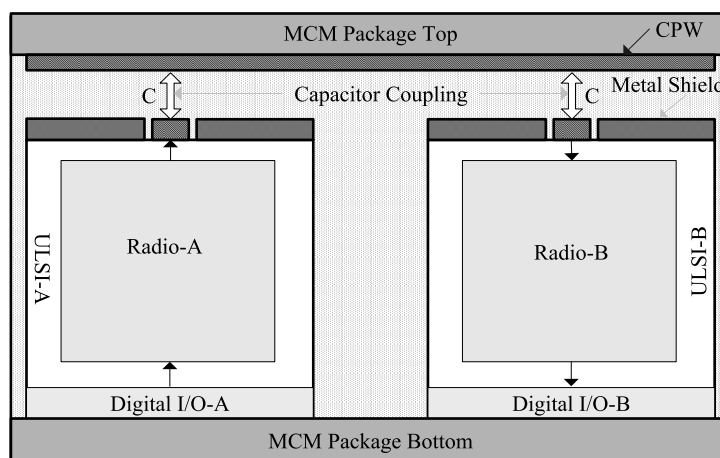 MCM Package Top
CPW
C
Capacitor Coupling
C
Metal Shield
ULSI-A
Radio-A
Radio-B
ULSI-B
Digital I/O-A
Digital I/O-B
MCM Package Bottom